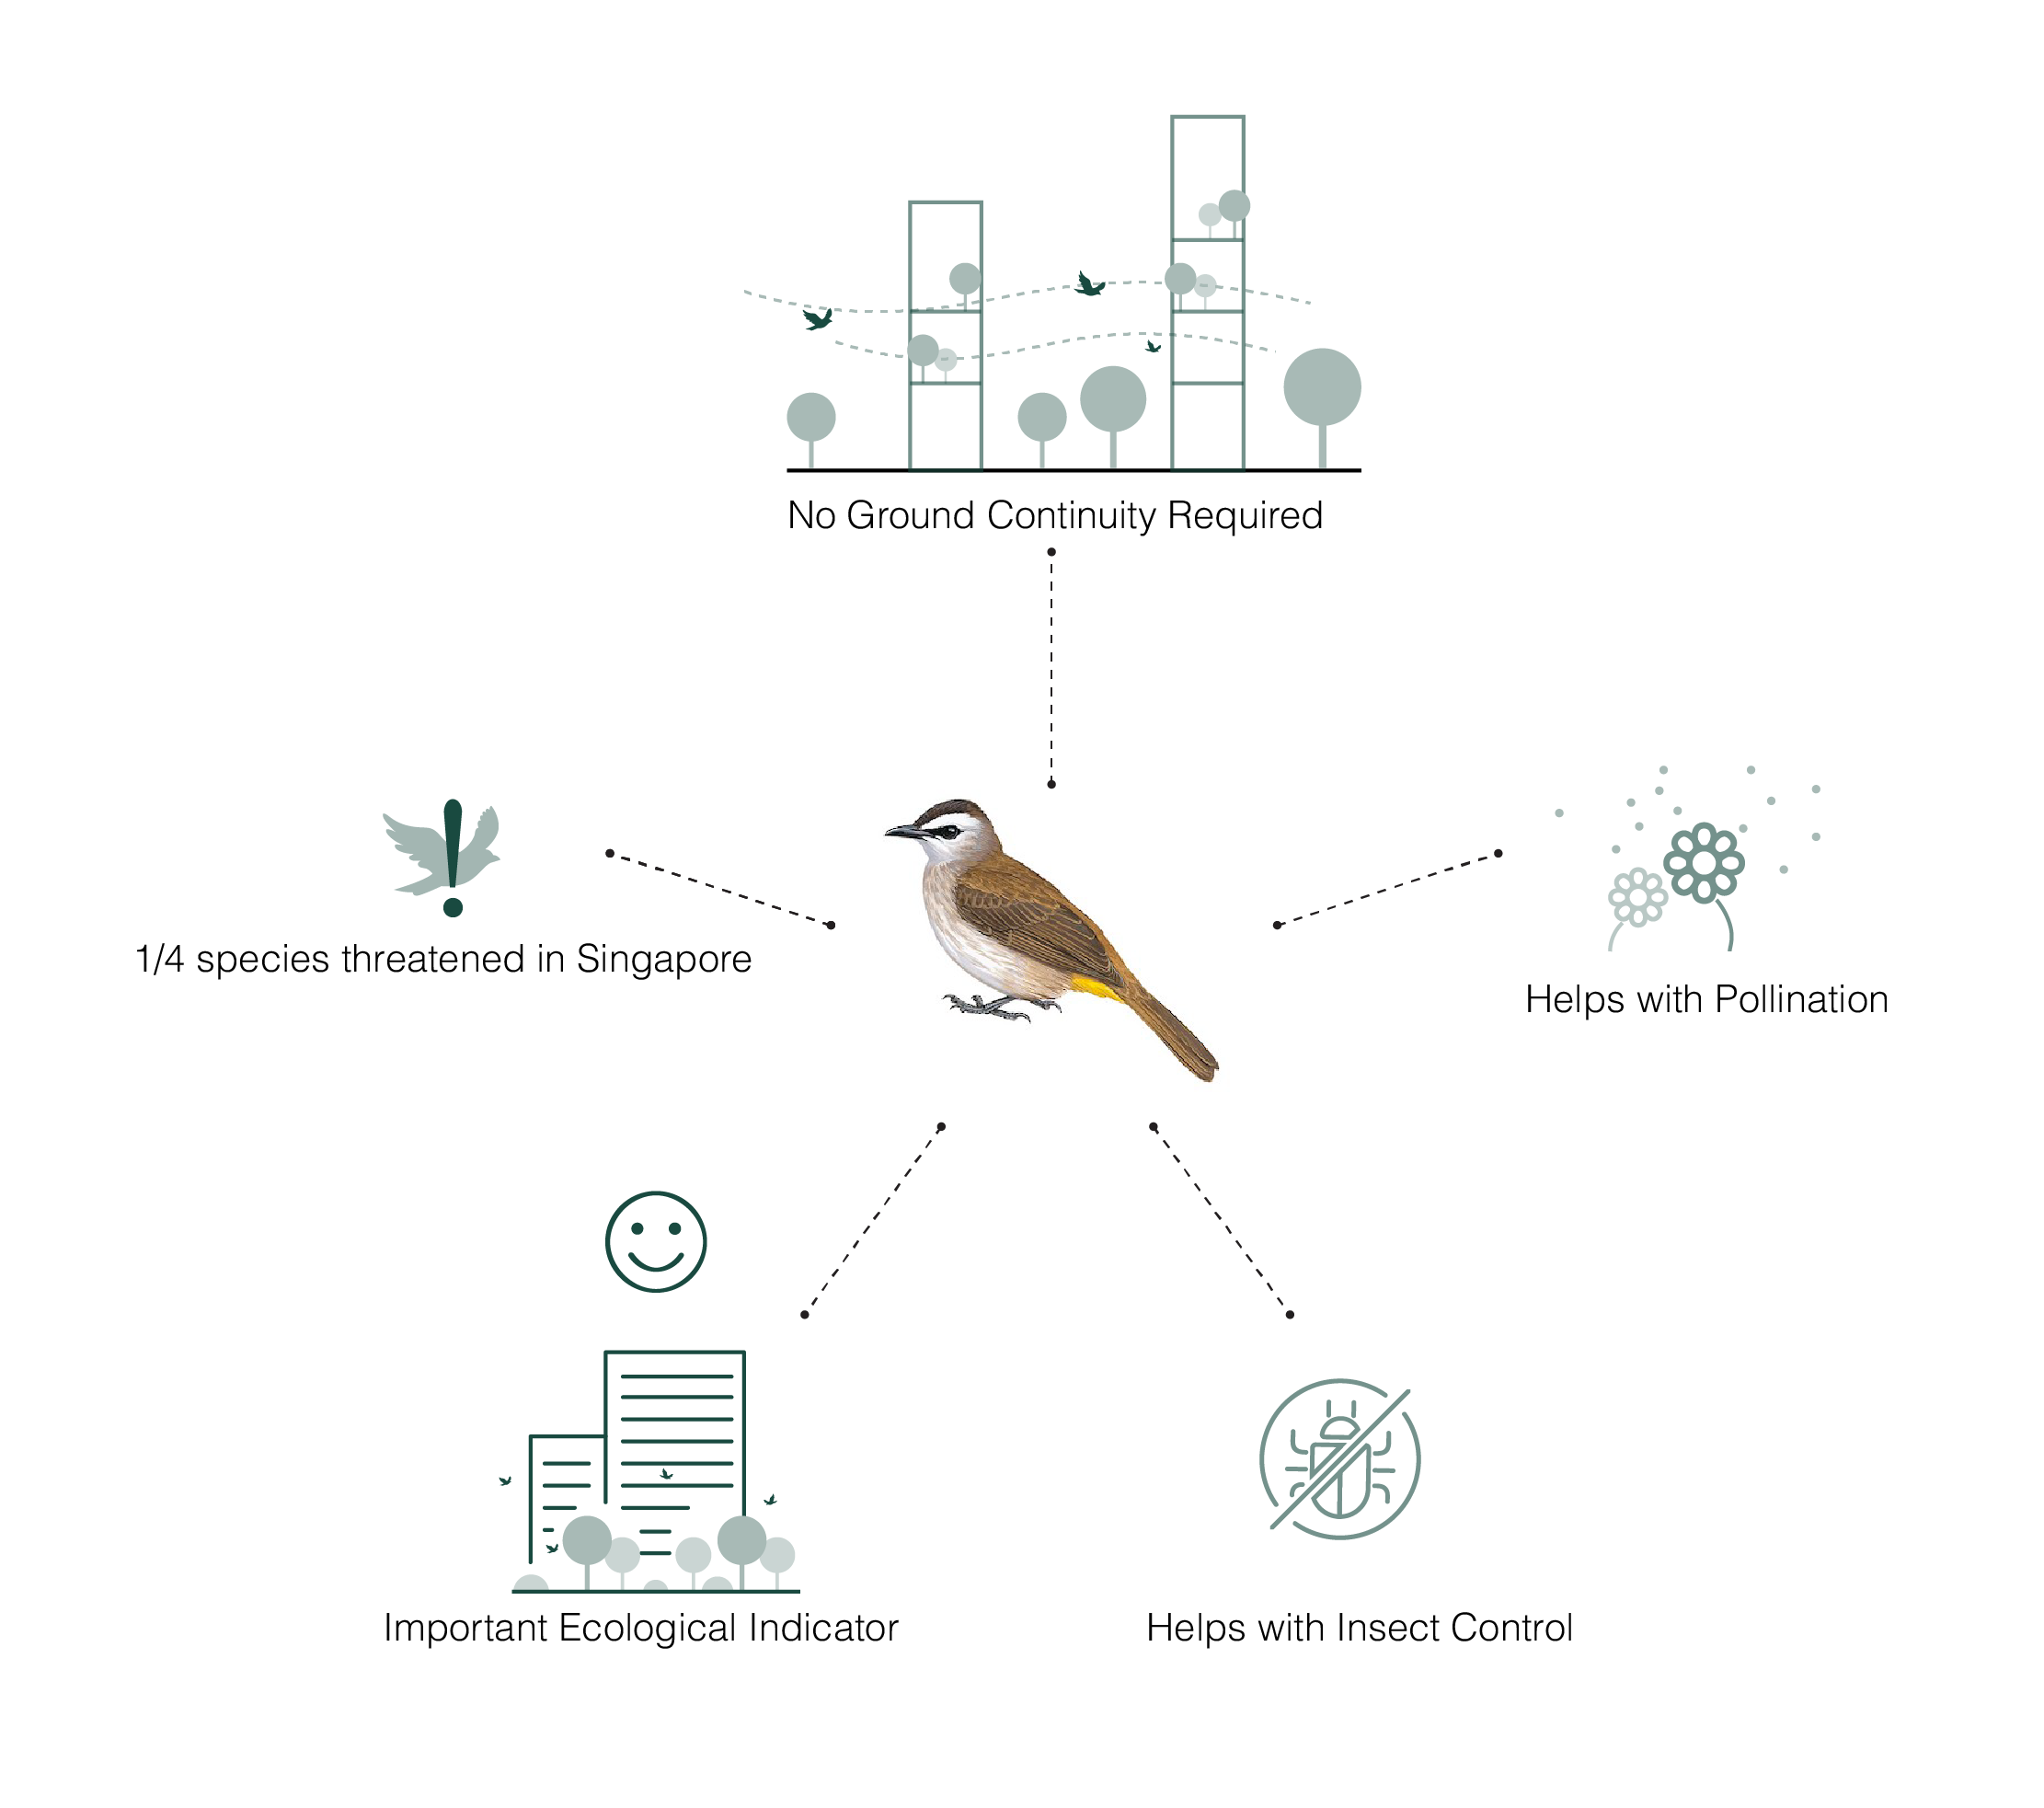 No Ground Continuity Required
1/4 species threatened in Singapore
Helps with Pollination
Important Ecological Indicator
Helps with Insect Control